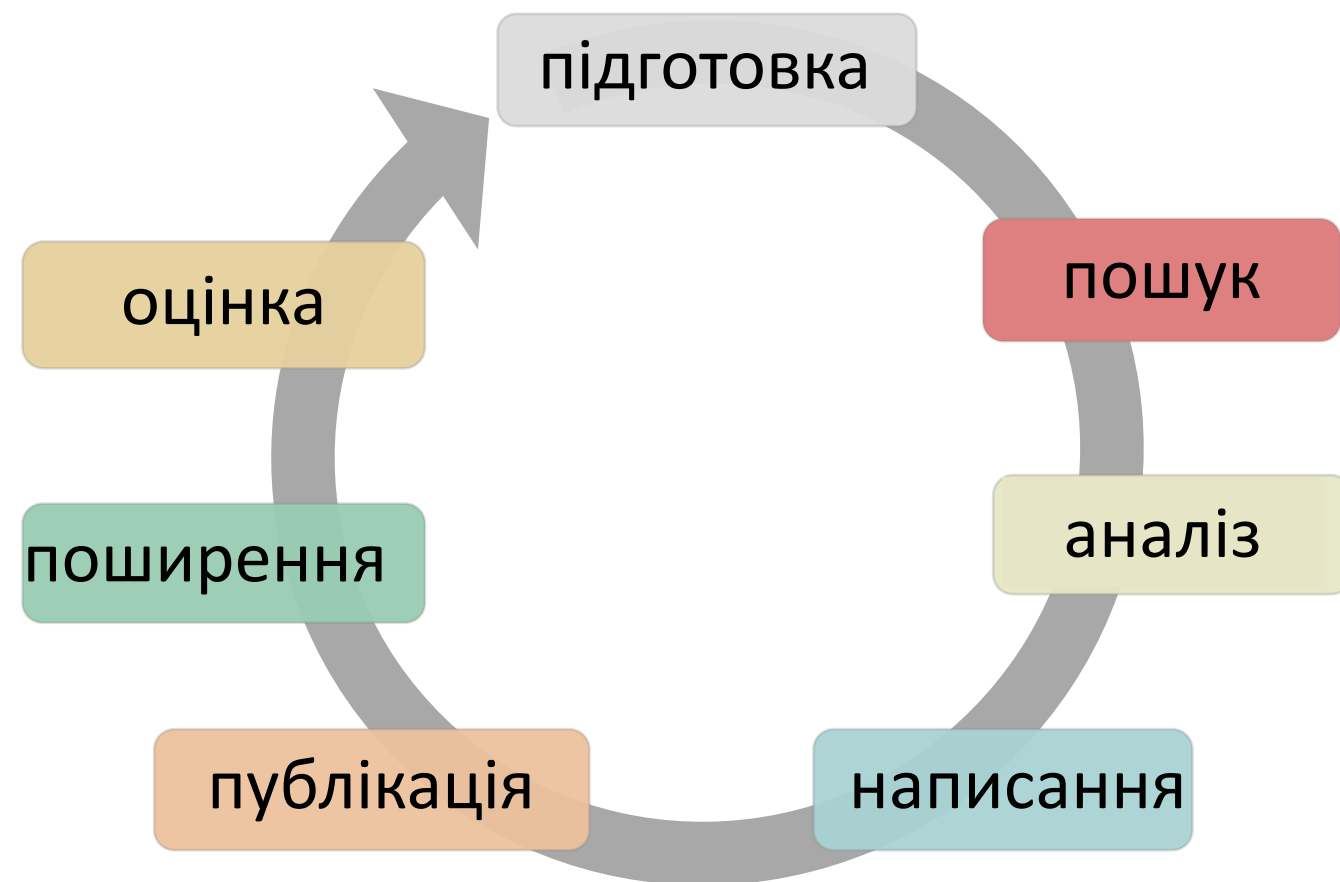 підготовка
пошук
аналіз
написання
публікація
поширення
оцінка